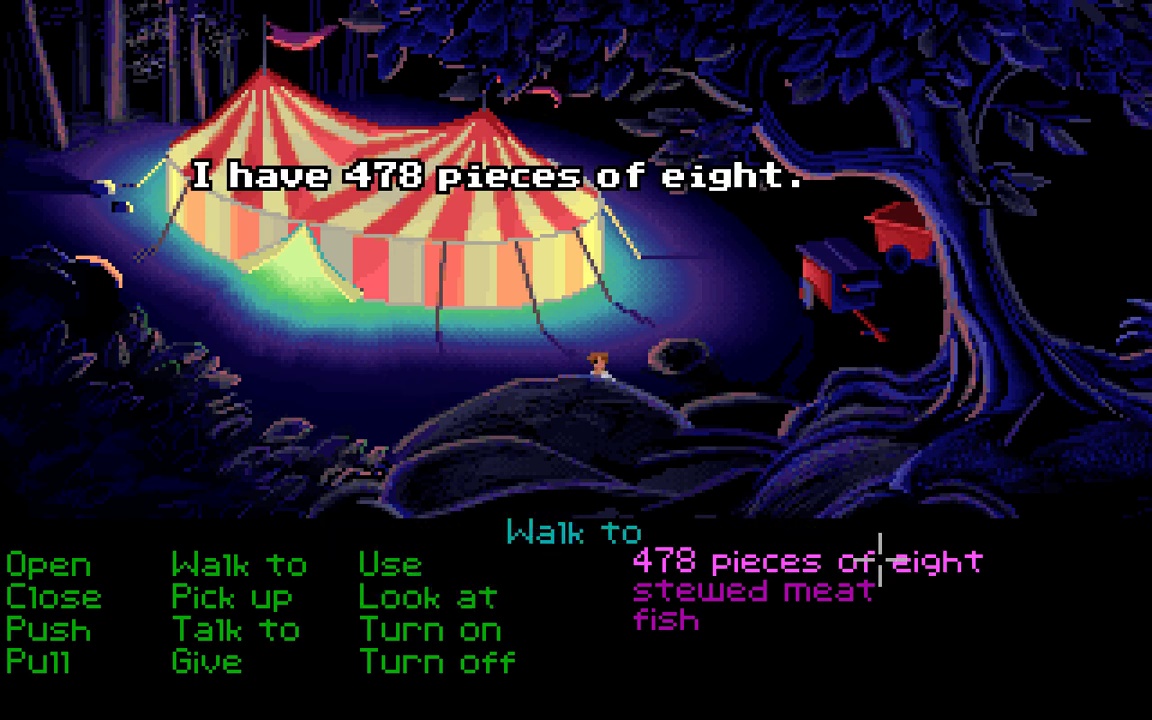 I have 478 pieces of eight.
Walk to
Open Walk to Use 478 pieces of eight
Close Pick up Look at stewed meat
Push Talk to Turn on fish
Pull Give Turn off